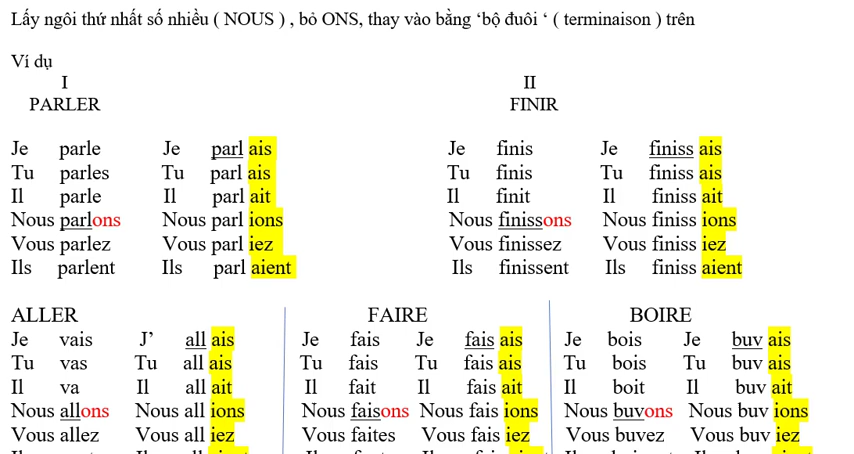 Lấy ngôi thứ nhất số nhiều ( NOUS ) , bỏ ONS, thay vào bằng ‘bộ đuôi ‘ ( terminaison ) trên
Ví dụ
I II
PARLER FINIR
Je parle Je parl ais Je finis Je finiss ais
Tu parles Tu parl ais Tu finis Tu finiss ais
Il parle Il parl ait Il finit Il finiss ait
Nous parlons Nous parl ions Nous finissons Nous finiss ions
Vous parlez Vous parl iez Vous finissez Vous finiss iez
Ils parlent Ils parl aient Ils finissent Ils finiss aient
ALLER FAIRE BOIRE
Je vais J’ all ais Je fais Je fais ais Je bois Je buv ais
Tu vas Tu all ais Tu fais Tu fais ais Tu bois Tu buv ais
Il va Il all ait Il fait Il fais ait Il boit Il buv ait
Nous allons Nous all ions Nous faisons Nous fais ions Nous buvons Nous buv ions
Vous allez Vous all iez Vous faites Vous fais iez Vous buvez Vous buv iez